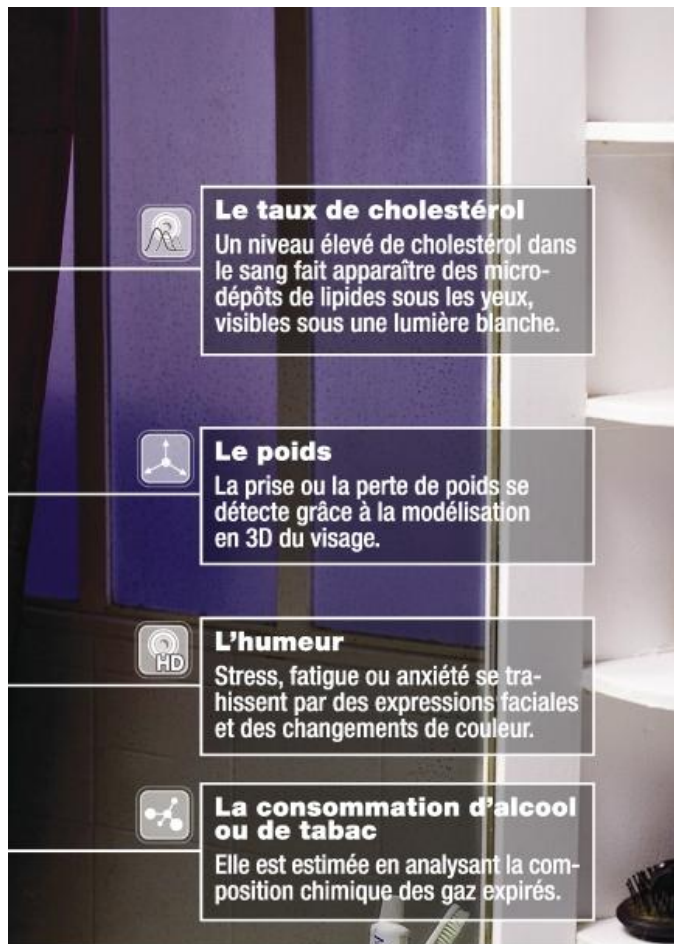 Le taux de cholestérol
Un niveau élevé de cholestérol dans
le sang fait apparaître des micro-
dépôts de lipides sous les yeux,
visibles sous une lumière blanche.
Le poids
La prise ou la perte de poids se
détecte grâce à la modélisation
en 3D du visage.
HD
L'humeur
Stress, fatigue ou anxiété se tra-
hissent par des expressions faciales
et des changements de couleur.
La consommation d'alcool
ou de tabac
Elle est estimée en analysant la com-
position chimique des gaz expirés.